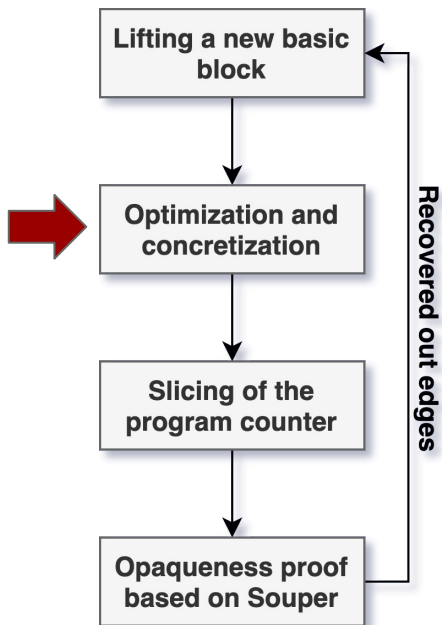 Lifting a new basic
block
Optimization and
concretization
Slicing of the
program counter
Opaqueness proof
based on Souper
Recovered out edges